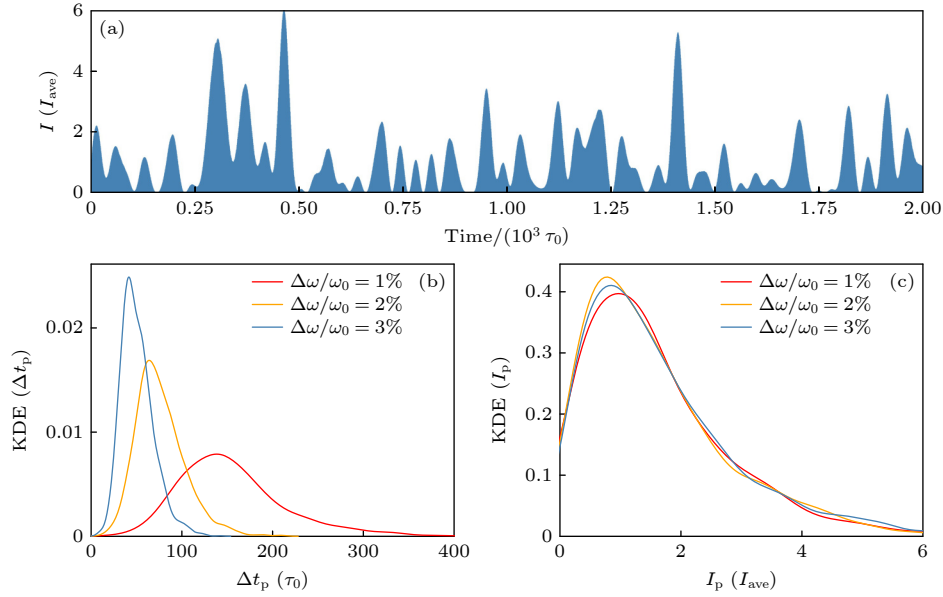 (a)
I (I_ave)
6
4
2
0
0 0.25 0.50 0.75 1.00 1.25 1.50 1.75 2.00
Time/(10³ τ₀)
(b)
Δω/ω₀ = 1%
Δω/ω₀ = 2%
Δω/ω₀ = 3%
KDE (Δt_p)
0.02
0.01
0
0 100 200 300 400
Δt_p (τ₀)
(c)
Δω/ω₀ = 1%
Δω/ω₀ = 2%
Δω/ω₀ = 3%
KDE (I_p)
0.4
0.3
0.2
0.1
0
0 2 4 6
I_p (I_ave)